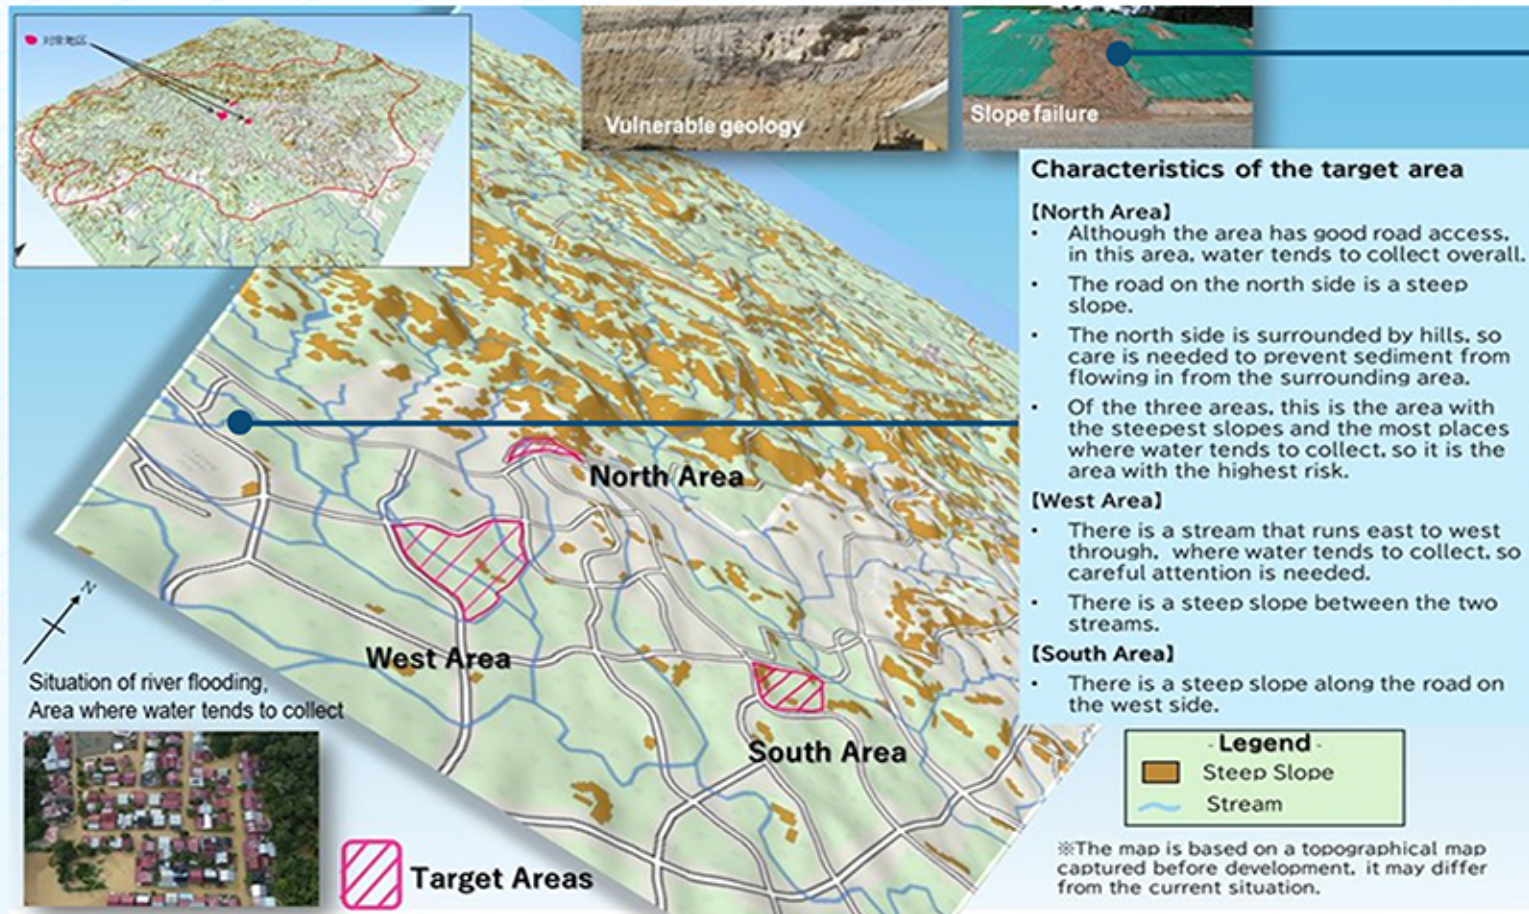 対象地区
Vulnerable geology
Slope failure
Characteristics of the target area
【North Area】
• Although the area has good road access,
in this area, water tends to collect overall.
• The road on the north side is a steep
slope.
• The north side is surrounded by hills, so
care is needed to prevent sediment from
flowing in from the surrounding area.
• Of the three areas, this is the area with
the steepest slopes and the most places
where water tends to collect, so it is the
area with the highest risk.
【West Area】
• There is a stream that runs east to west
through, where water tends to collect, so
careful attention is needed.
• There is a steep slope between the two
streams.
【South Area】
• There is a steep slope along the road on
the west side.
North Area
West Area
South Area
N
Situation of river flooding,
Area where water tends to collect
Target Areas
- Legend -
Steep Slope
Stream
※The map is based on a topographical map
captured before development, it may differ
from the current situation.